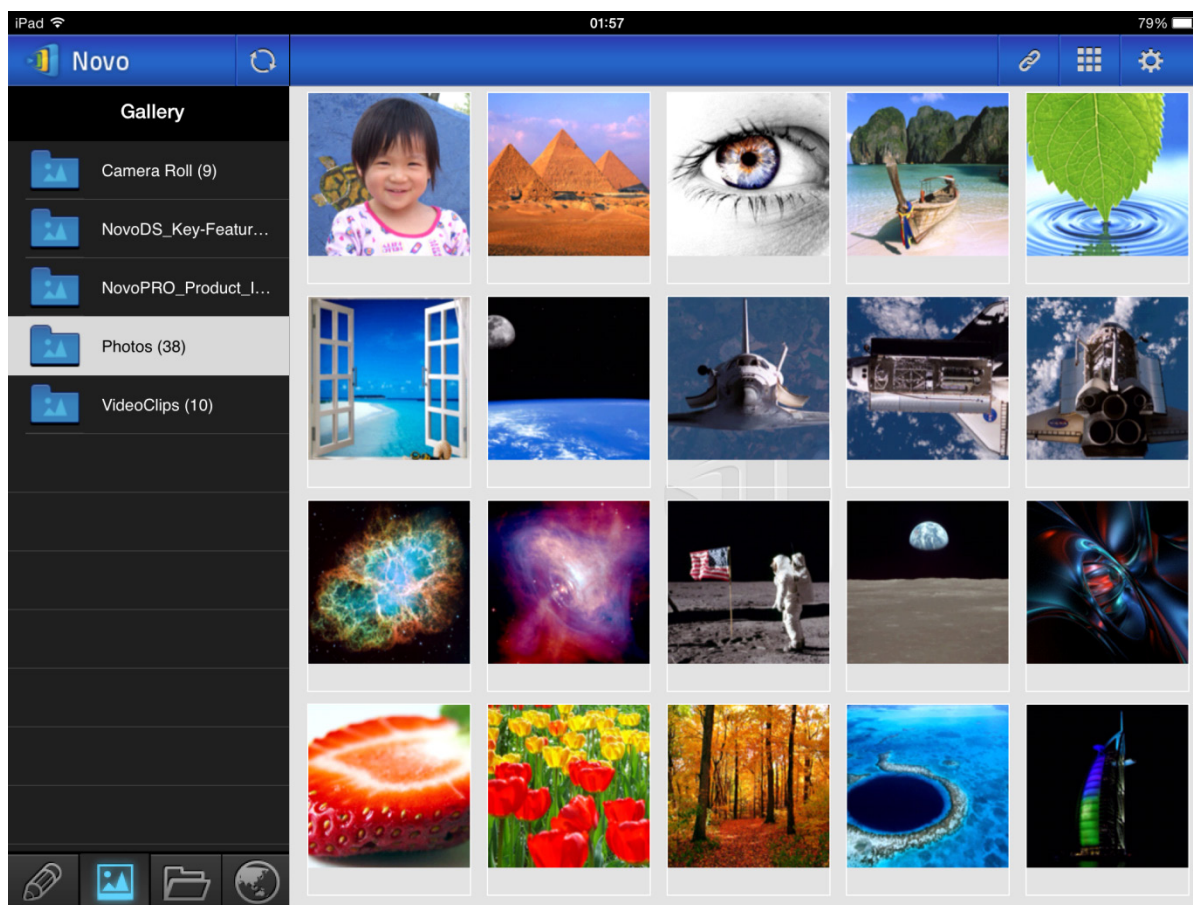 iPad 01:57 79%
Novo
Gallery
Camera Roll (9)
NovoDS_Key-Featur...
NovoPRO_Product_I...
Photos (38)
VideoClips (10)